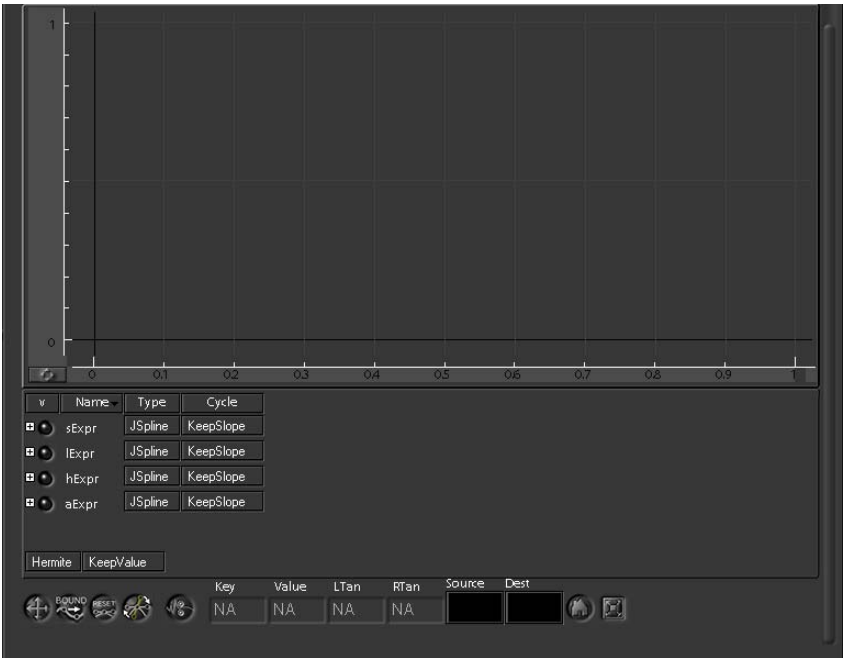 1
0
0 0.1 0.2 0.3 0.4 0.5 0.6 0.7 0.8 0.9 1
v Name Type Cycle
sExpr JSpline KeepSlope
lExpr JSpline KeepSlope
hExpr JSpline KeepSlope
aExpr JSpline KeepSlope
Hermite KeepValue
Key Value LTan RTan Source Dest
BOUND RESET NA NA NA NA